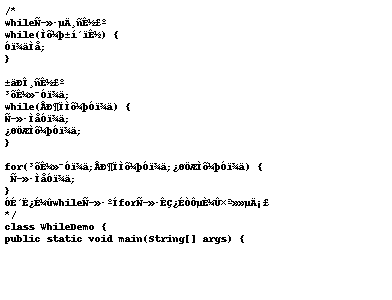 /*
whileÑ-»·µÄ¸ñÊ½£º
while(Ìõ¼þ±í´ïÊ½) {
Óï¾äÌå;
}
±äÐÎ¸ñÊ½£º
³õÊ¼»¯Óï¾ä;
while(ÅÐ¶ÏÌõ¼þÓï¾ä) {
Ñ-»·ÌåÓï¾ä;
¿ØÖÆÌõ¼þÓï¾ä;
}
for(³õÊ¼»¯Óï¾ä;ÅÐ¶ÏÌõ¼þÓï¾ä;¿ØÖÆÌõ¼þÓï¾ä) {
Ñ-»·ÌåÓï¾ä;
}
ÓÉ´Ë¿É¼ûwhileÑ-»·ºÍforÑ-»·ÊÇ¿ÉÒÔµÈ¼Û×ª»»µÄ¡£
*/
class WhileDemo {
public static void main(String[] args) {